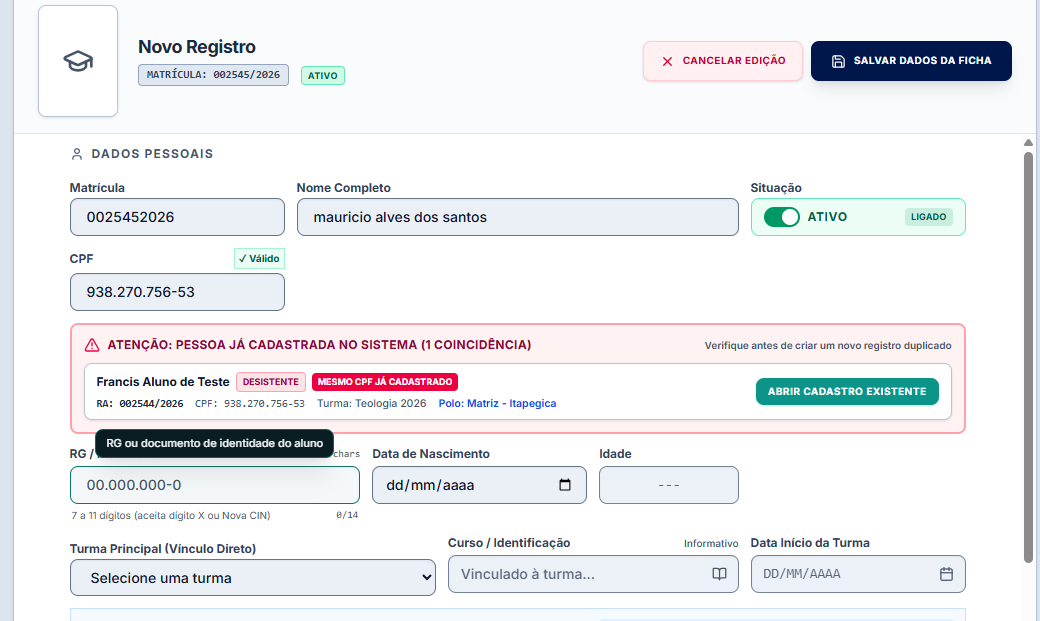 Novo Registro
MATRÍCULA: 002545/2026
ATIVO
CANCELAR EDIÇÃO
SALVAR DADOS DA FICHA
DADOS PESSOAIS
Matrícula
Nome Completo
Situação
0025452026
mauricio alves dos santos
ATIVO
LIGADO
CPF
✓ Válido
938.270.756-53
ATENÇÃO: PESSOA JÁ CADASTRADA NO SISTEMA (1 COINCIDÊNCIA)
Verifique antes de criar um novo registro duplicado
Francis Aluno de Teste
DESISTENTE
MESMO CPF JÁ CADASTRADO
RA: 002544/2026
CPF: 938.270.756-53
Turma: Teologia 2026
Polo: Matriz - Itapegica
ABRIR CADASTRO EXISTENTE
RG ou documento de identidade do aluno
RG /
chars
Data de Nascimento
Idade
00.000.000-0
dd/mm/aaaa
---
7 a 11 dígitos (aceita dígito X ou Nova CIN)
0/14
Turma Principal (Vínculo Direto)
Curso / Identificação
Informativo
Data Início da Turma
Selecione uma turma
Vinculado à turma...
DD/MM/AAAA